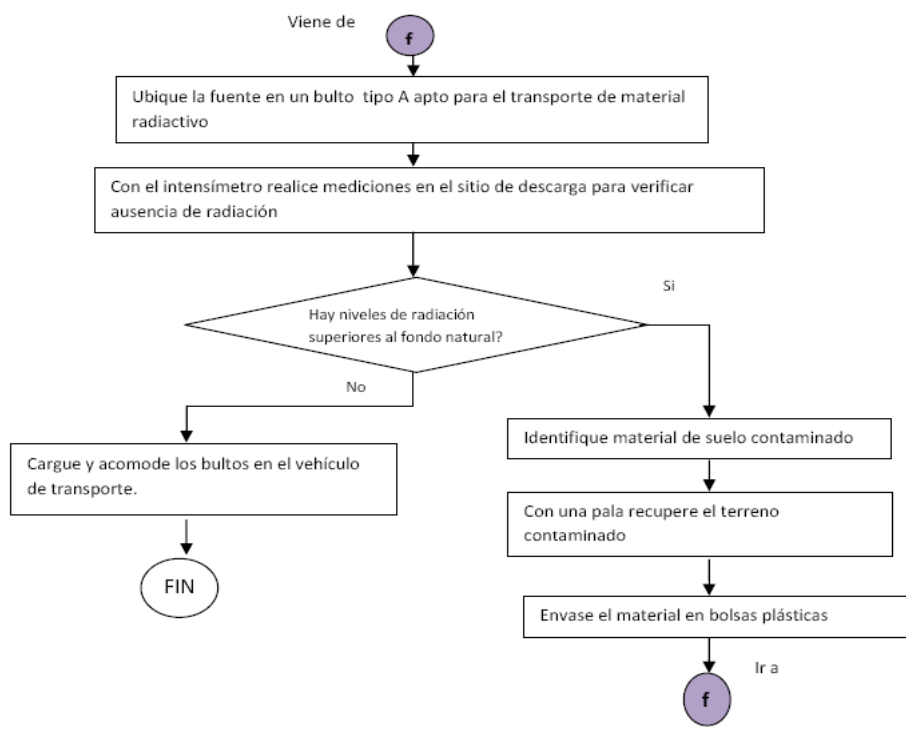 Viene de
f
Ubique la fuente en un bulto tipo A apto para el transporte de material
radiactivo
Con el intensímetro realice mediciones en el sitio de descarga para verificar
ausencia de radiación
Si
Hay niveles de radiación
superiores al fondo natural?
No
Identifique material de suelo contaminado
Cargue y acomode los bultos en el vehículo
de transporte.
Con una pala recupere el terreno
contaminado
FIN
Envase el material en bolsas plásticas
Ir a
f